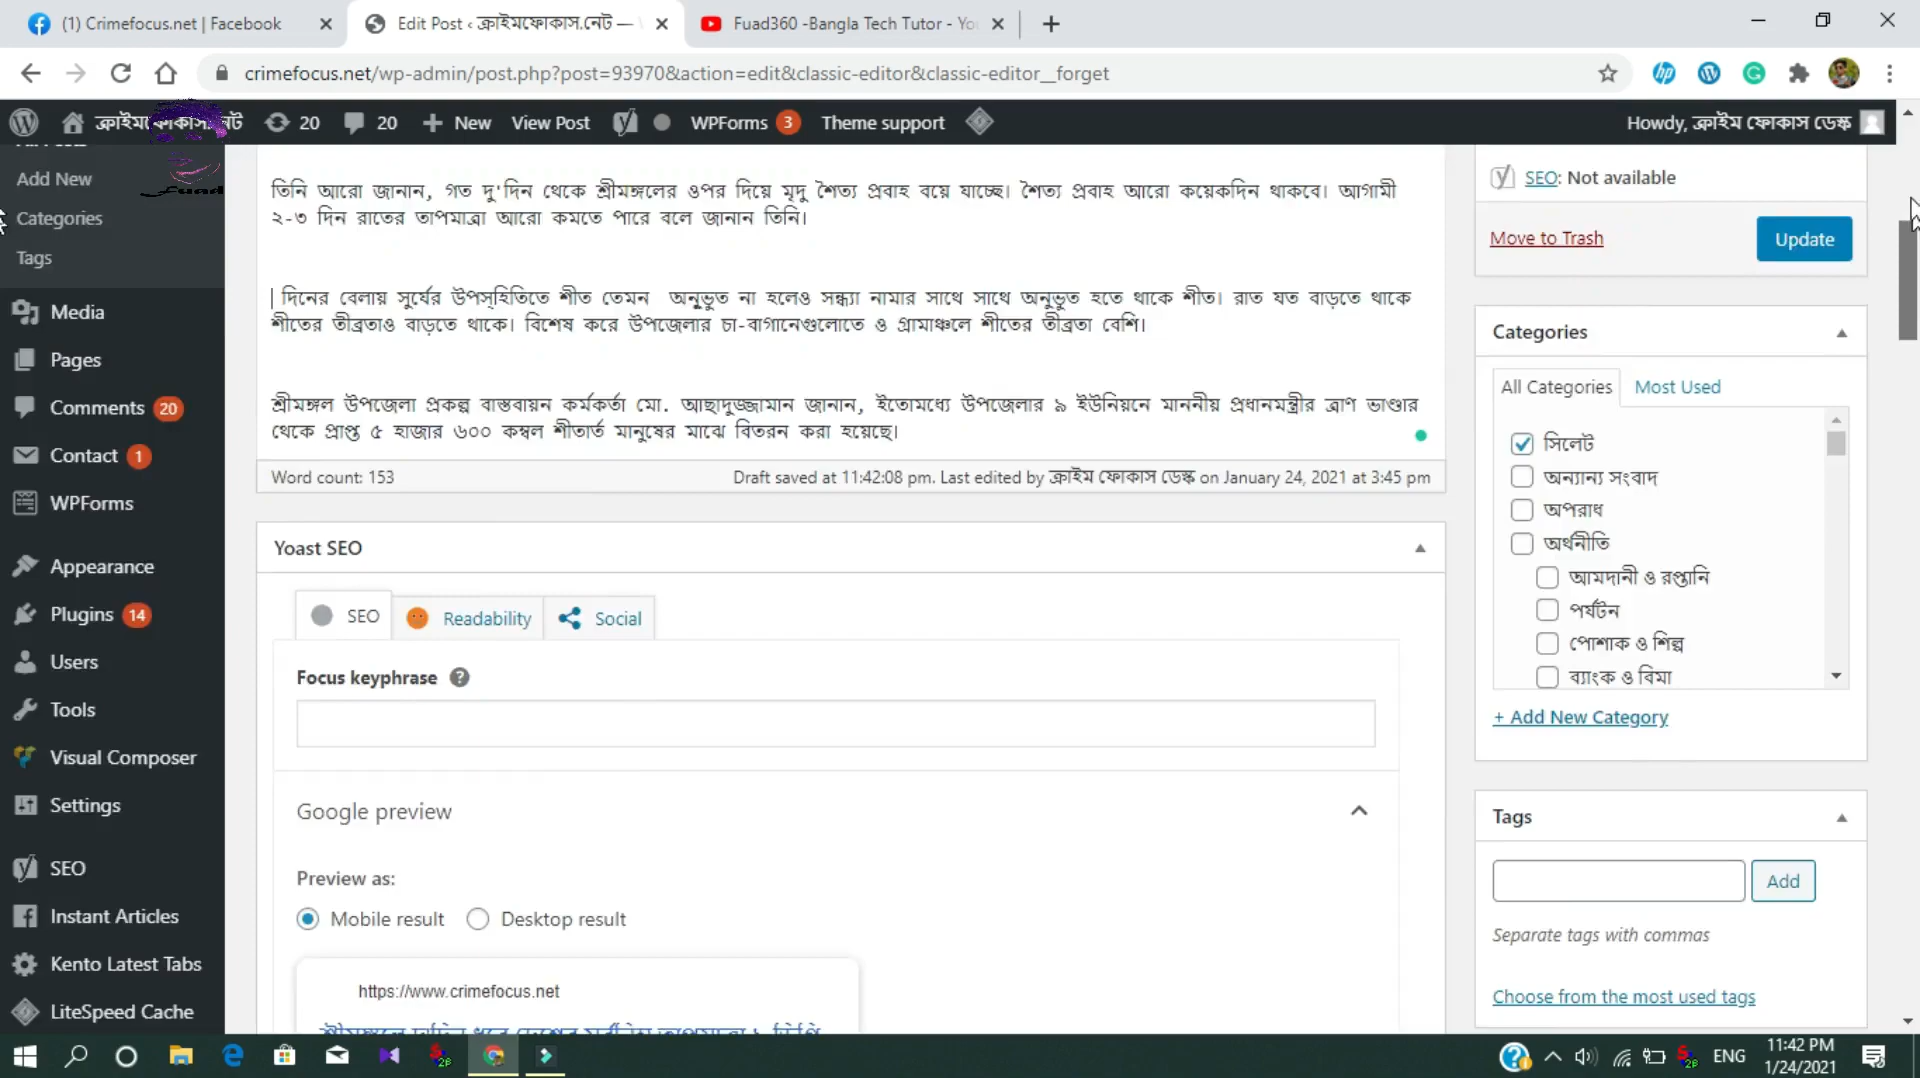 (1) Crimefocus.net | Facebook
Edit Post ‹ ক্রাইমফোকাস.নেট —
Fuad360 -Bangla Tech Tutor - Yo
crimefocus.net/wp-admin/post.php?post=93970&action=edit&classic-editor&classic-editor__forget
20
20
New
View Post
WPForms 3
Theme support
Howdy, ক্রাইম ফোকাস ডেস্ক
Add New
Categories
Tags
Media
Pages
Comments 20
Contact 1
WPForms
Appearance
Plugins 14
Users
Tools
Visual Composer
Settings
SEO
Instant Articles
Kento Latest Tabs
LiteSpeed Cache
Fuad
তিনি আরো জানান, গত দু'দিন থেকে শ্রীমঙ্গলের ওপর দিয়ে মৃদু শৈত্য প্রবাহ বয়ে যাচ্ছে। শৈত্য প্রবাহ আরো কয়েকদিন থাকবে। আগামী
২-৩ দিন রাতের তাপমাত্রা আরো কমতে পারে বলে জানান তিনি।
দিনের বেলায় সুর্যের উপস্হিতিতে শীত তেমন অনুভুত না হলেও সন্ধ্যা নামার সাথে সাথে অনুভুত হতে থাকে শীত। রাত যত বাড়তে থাকে
শীতের তীব্রতাও বাড়তে থাকে। বিশেষ করে উপজেলার চা-বাগানেগুলোতে ও গ্রামাঞ্চলে শীতের তীব্রতা বেশি।
শ্রীমঙ্গল উপজেলা প্রকল্প বাস্তবায়ন কর্মকর্তা মো. আছাদুজ্জামান জানান, ইতোমধ্যে উপজেলার ৯ ইউনিয়নে মাননীয় প্রধানমন্ত্রীর ত্রাণ ভাণ্ডার
থেকে প্রাপ্ত ৫ হাজার ৬০০ কম্বল শীতার্ত মানুষের মাঝে বিতরন করা হয়েছে।
Word count: 153
Draft saved at 11:42:08 pm. Last edited by ক্রাইম ফোকাস ডেস্ক on January 24, 2021 at 3:45 pm
Yoast SEO
SEO
Readability
Social
Focus keyphrase
Google preview
Preview as:
Mobile result
Desktop result
https://www.crimefocus.net
SEO: Not available
Move to Trash
Update
Categories
All Categories
Most Used
সিলেট
অন্যান্য সংবাদ
অপরাধ
অর্থনীতি
আমদানী ও রপ্তানি
পর্যটন
পোশাক ও শিল্প
ব্যাংক ও বিমা
+ Add New Category
Tags
Add
Separate tags with commas
Choose from the most used tags
ENG
11:42 PM
1/24/2021